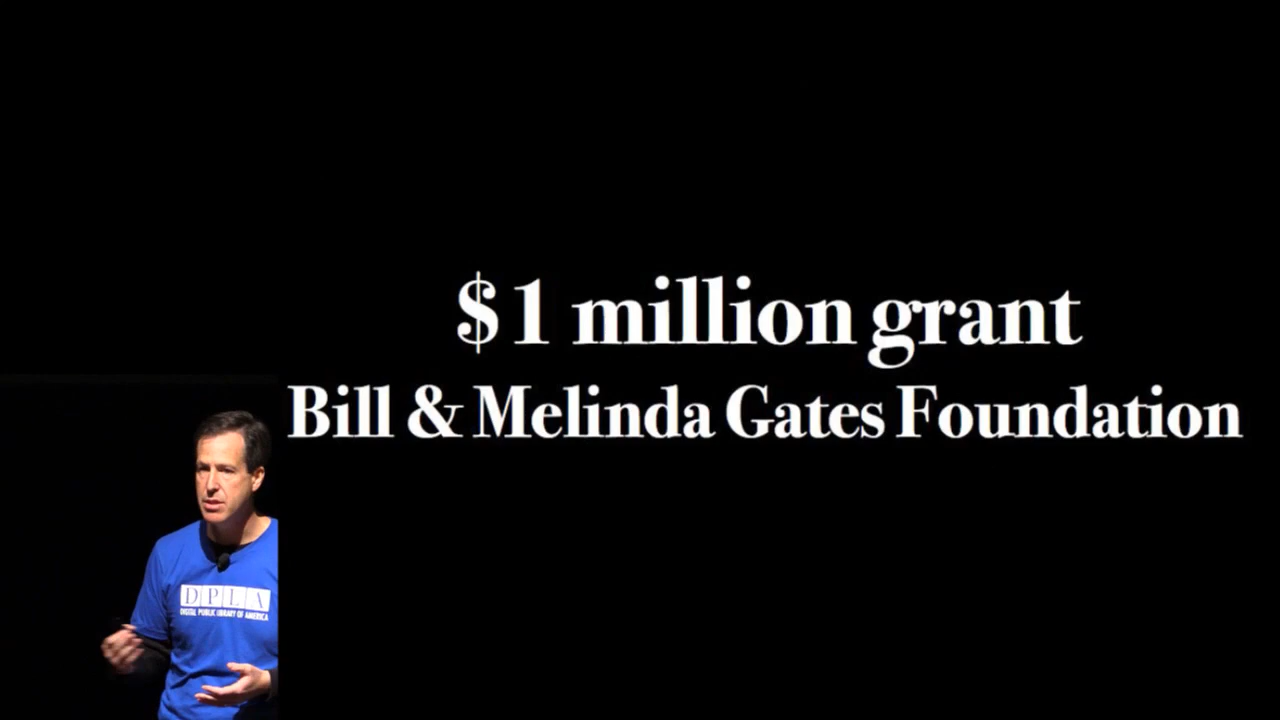 $1 million grant
Bill & Melinda Gates Foundation
DPLA
DIGITAL PUBLIC LIBRARY OF AMERICA